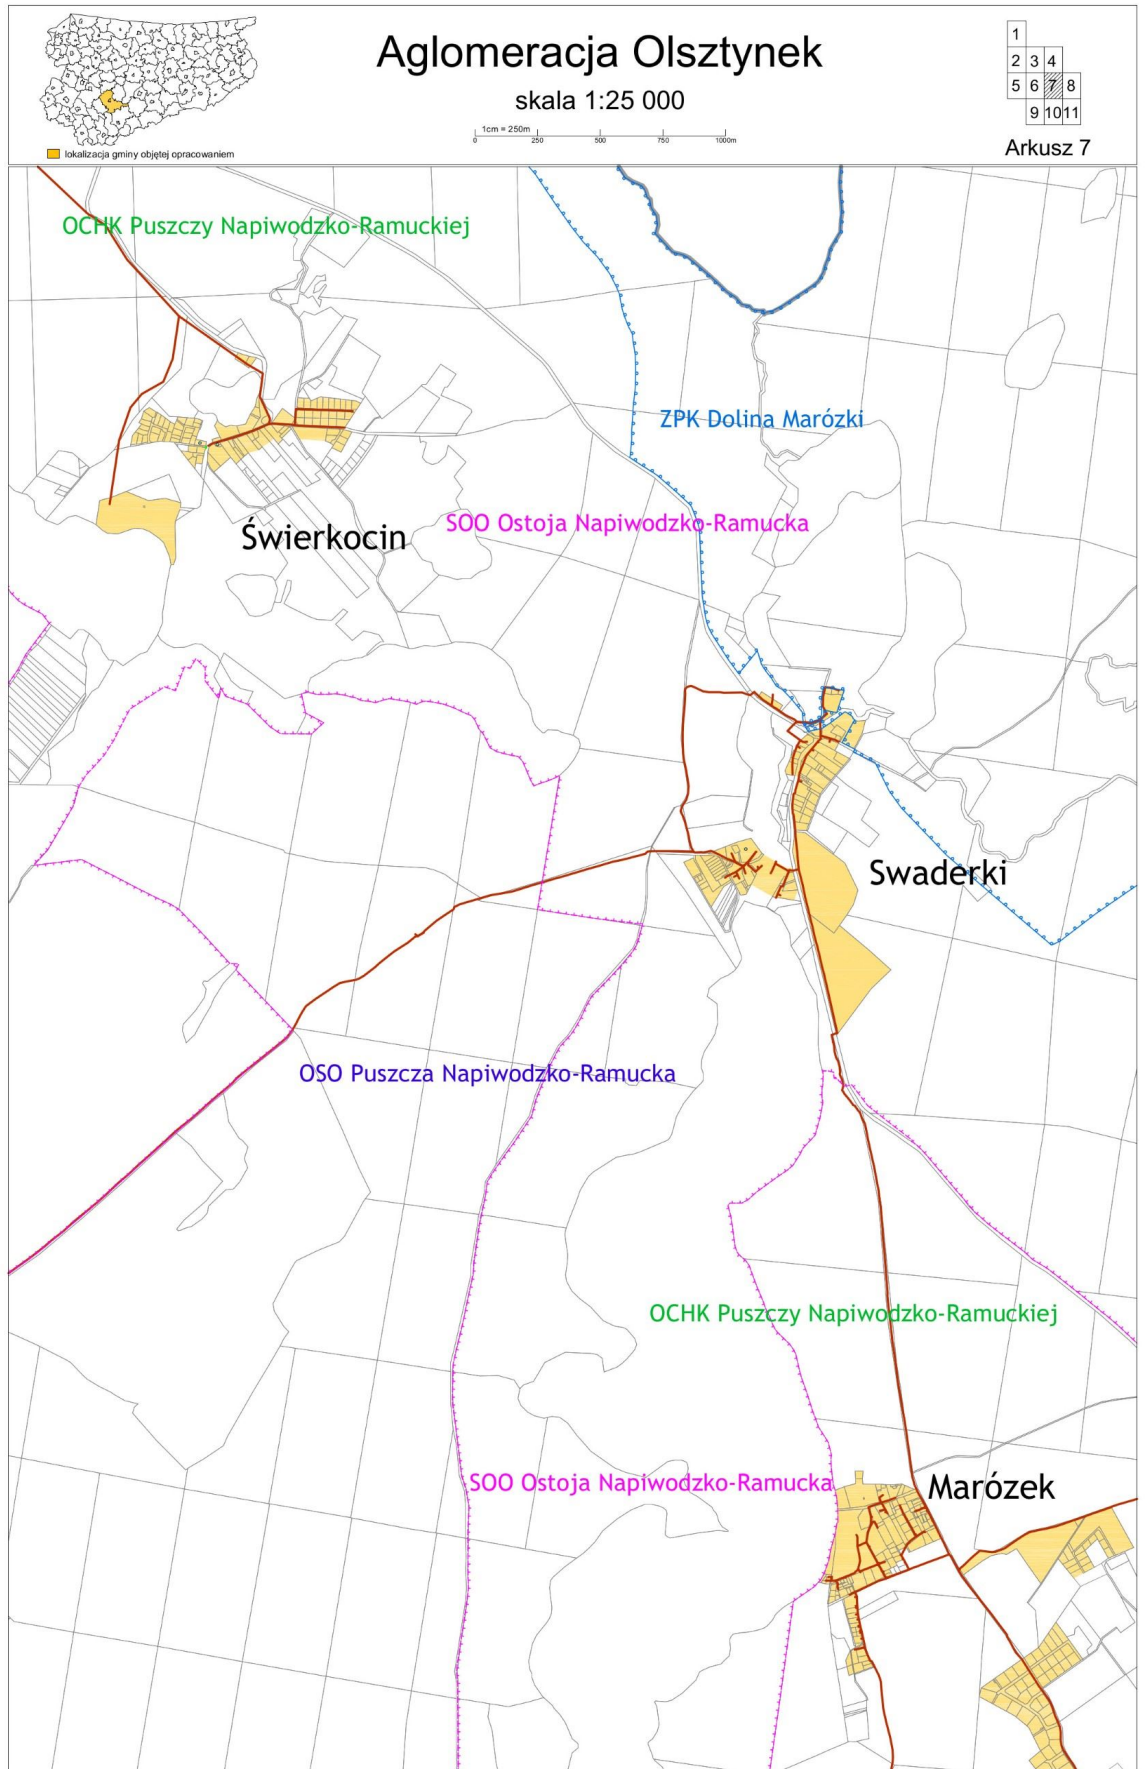 Aglomeracja Olsztynek
skala 1:25 000
1cm = 250m
0 250 500 750 1000m
lokalizacja gminy objętej opracowaniem
1
2 3 4
5 6 7 8
9 10 11
Arkusz 7
OCHK Puszczy Napiwodzko-Ramuckiej
ZPK Dolina Marózki
SOO Ostoja Napiwodzko-Ramucka
Świerkocin
Swaderki
OSO Puszcza Napiwodzko-Ramucka
OCHK Puszczy Napiwodzko-Ramuckiej
SOO Ostoja Napiwodzko-Ramucka
Marózek